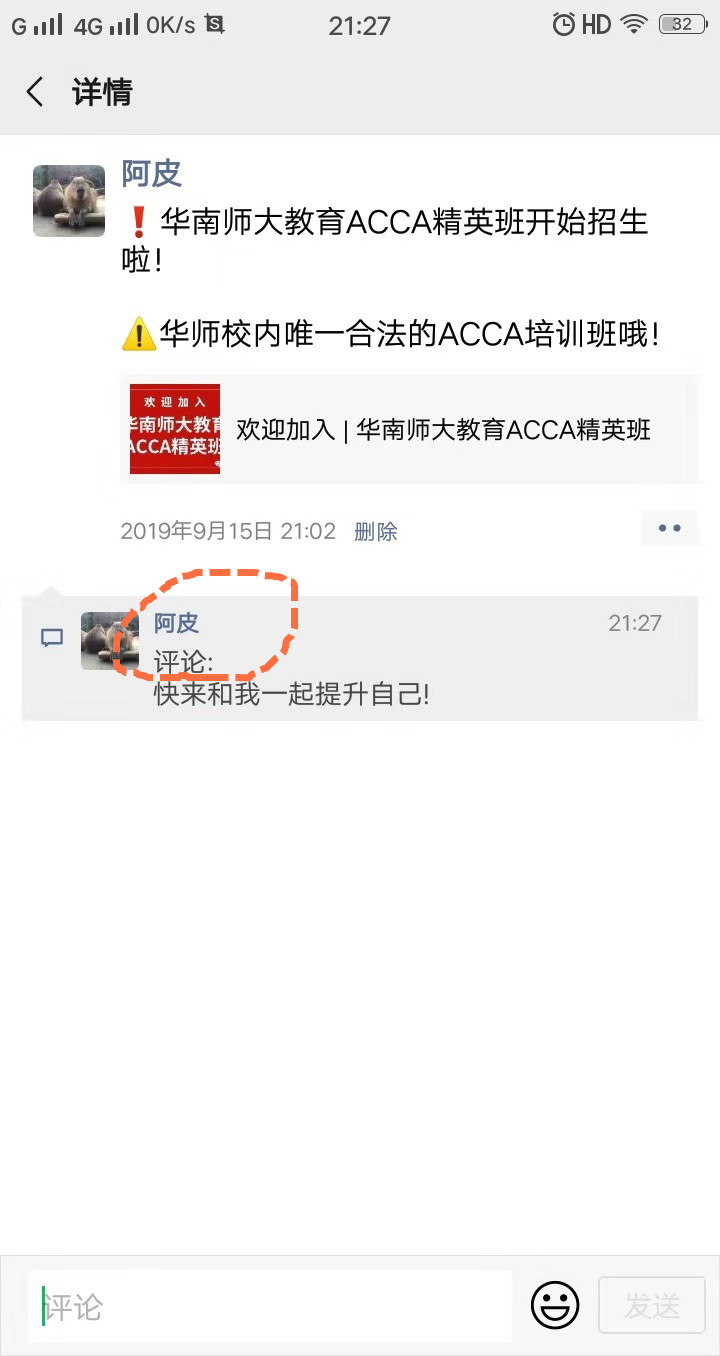 G 4G 0K/s 21:27 HD 32
详情
阿皮
❗华南师大教育ACCA精英班开始招生
啦！
⚠️华师校内唯一合法的ACCA培训班哦！
欢迎加入
华南师大教育
ACCA精英班
欢迎加入 | 华南师大教育ACCA精英班
2019年9月15日 21:02 删除
阿皮 21:27
评论:
快来和我一起提升自己!
评论 发送